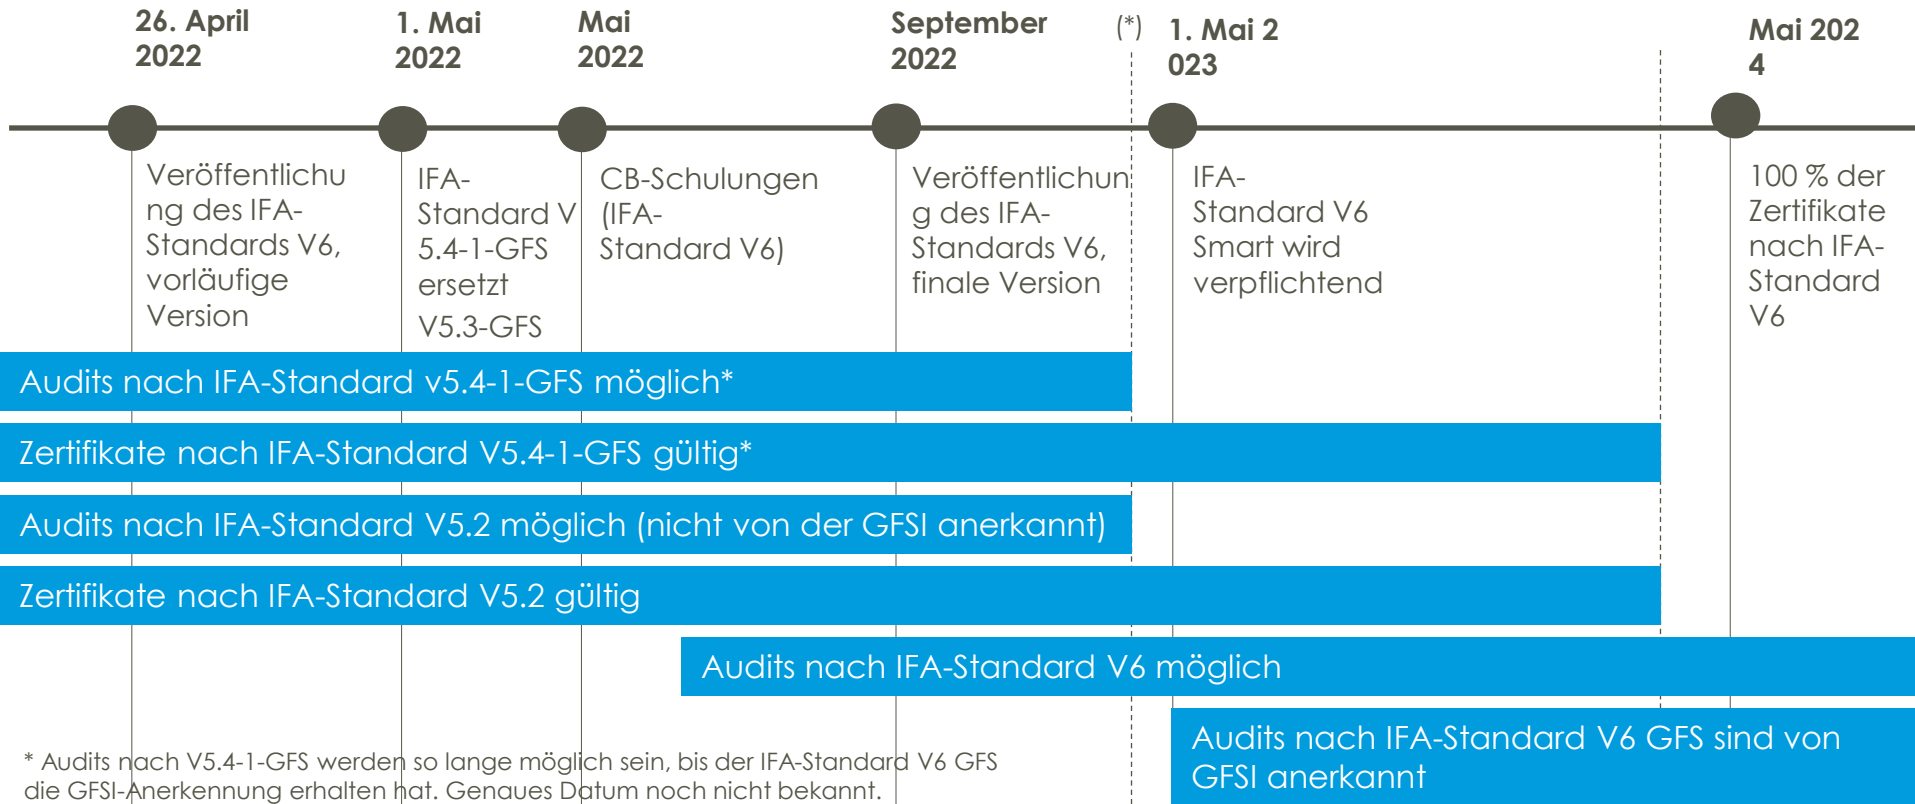 26. April
2022
1. Mai
2022
Mai
2022
September
2022
(*)
1. Mai 2
023
Mai 202
4
Veröffentlichu
ng des IFA-
Standards V6,
vorläufige
Version
IFA-
Standard V
5.4-1-GFS
ersetzt
V5.3-GFS
CB-Schulungen
(IFA-
Standard V6)
Veröffentlichun
g des IFA-
Standards V6,
finale Version
IFA-
Standard V6
Smart wird
verpflichtend
100 % der
Zertifikate
nach IFA-
Standard
V6
Audits nach IFA-Standard v5.4-1-GFS möglich*
Zertifikate nach IFA-Standard V5.4-1-GFS gültig*
Audits nach IFA-Standard V5.2 möglich (nicht von der GFSI anerkannt)
Zertifikate nach IFA-Standard V5.2 gültig
Audits nach IFA-Standard V6 möglich
Audits nach IFA-Standard V6 GFS sind von
GFSI anerkannt
* Audits nach V5.4-1-GFS werden so lange möglich sein, bis der IFA-Standard V6 GFS
die GFSI-Anerkennung erhalten hat. Genaues Datum noch nicht bekannt.